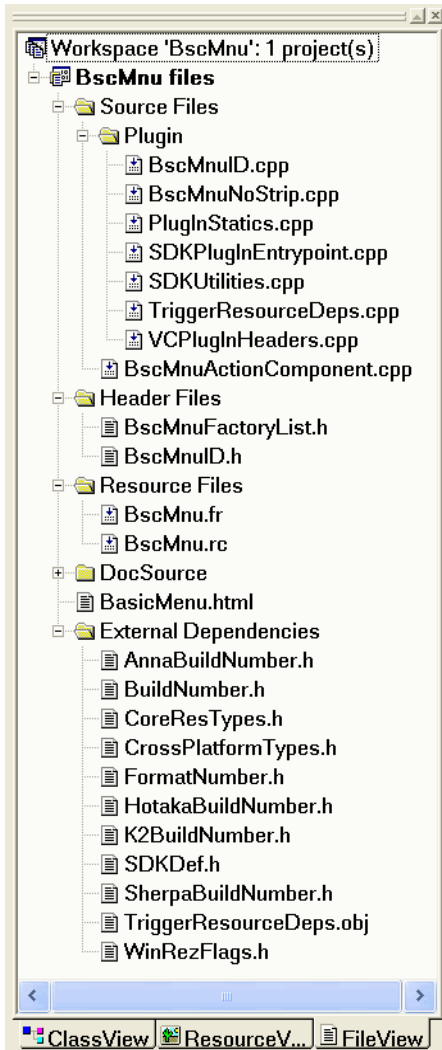 Workspace 'BscMnu': 1 project(s)
BscMnu files
Source Files
Plugin
BscMnuID.cpp
BscMnuNoStrip.cpp
PlugInStatics.cpp
SDKPlugInEntrypoint.cpp
SDKUtilities.cpp
TriggerResourceDeps.cpp
VCPlugInHeaders.cpp
BscMnuActionComponent.cpp
Header Files
BscMnuFactoryList.h
BscMnuID.h
Resource Files
BscMnu.fr
BscMnu.rc
DocSource
BasicMenu.html
External Dependencies
AnnaBuildNumber.h
BuildNumber.h
CoreResTypes.h
CrossPlatformTypes.h
FormatNumber.h
HotakaBuildNumber.h
K2BuildNumber.h
SDKDef.h
SherpaBuildNumber.h
TriggerResourceDeps.obj
WinRezFlags.h
ClassView ResourceV... FileView